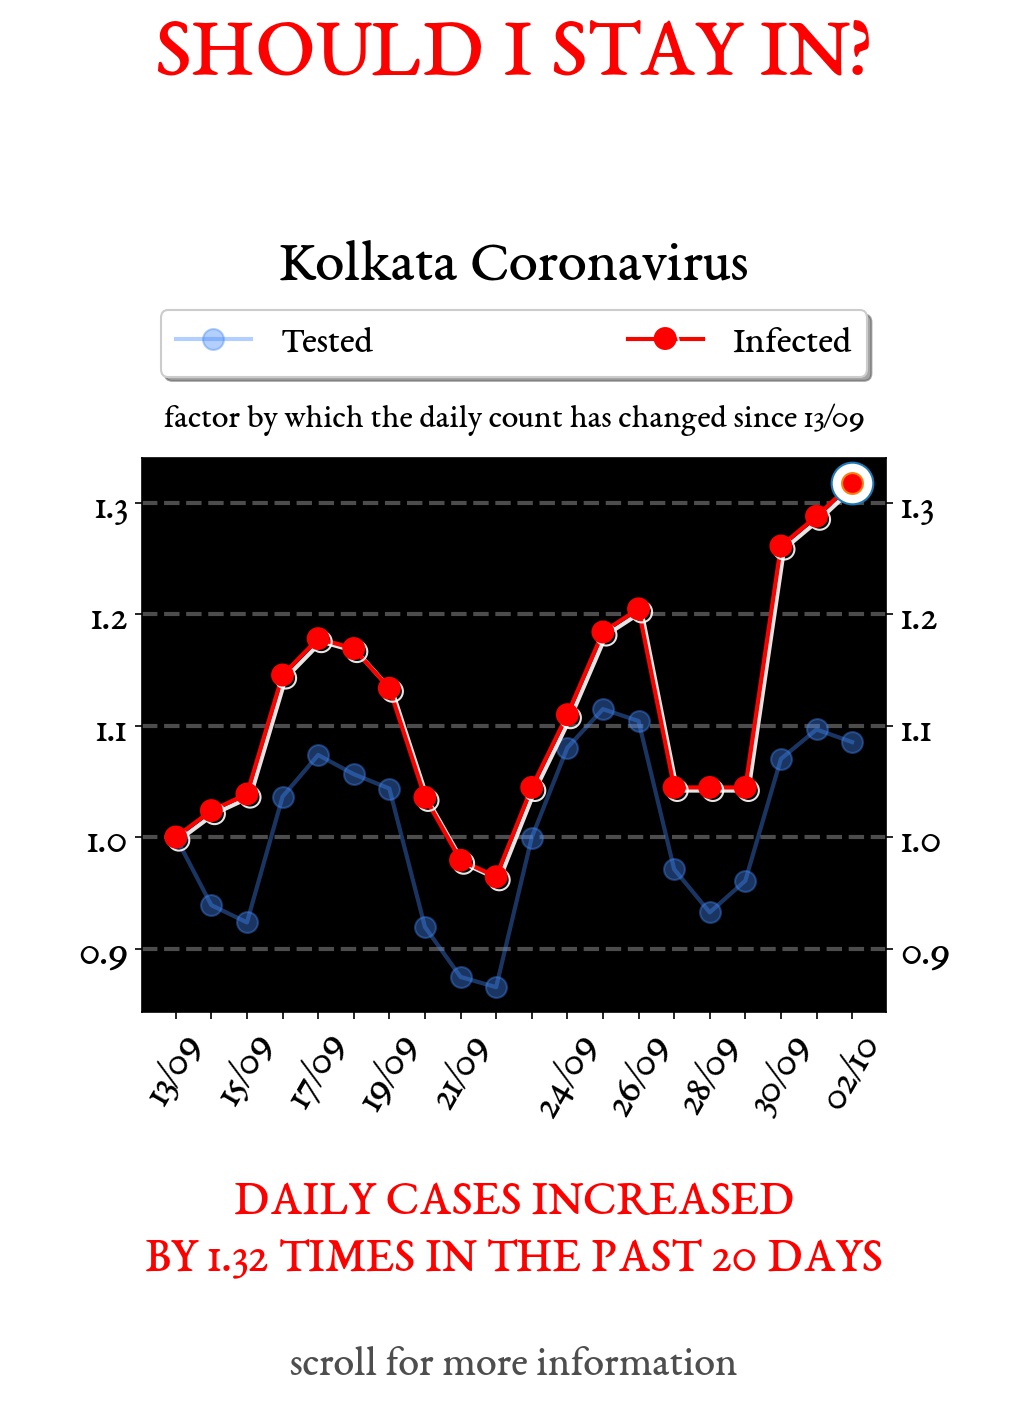 SHOULD I STAY IN?
Kolkata Coronavirus
Tested Infected
factor by which the daily count has changed since 13/09
1.3 1.3
1.2 1.2
1.1 1.1
1.0 1.0
0.9 0.9
13/09 15/09 17/09 19/09 21/09 24/09 26/09 28/09 30/09 02/10
DAILY CASES INCREASED
BY 1.32 TIMES IN THE PAST 20 DAYS
scroll for more information